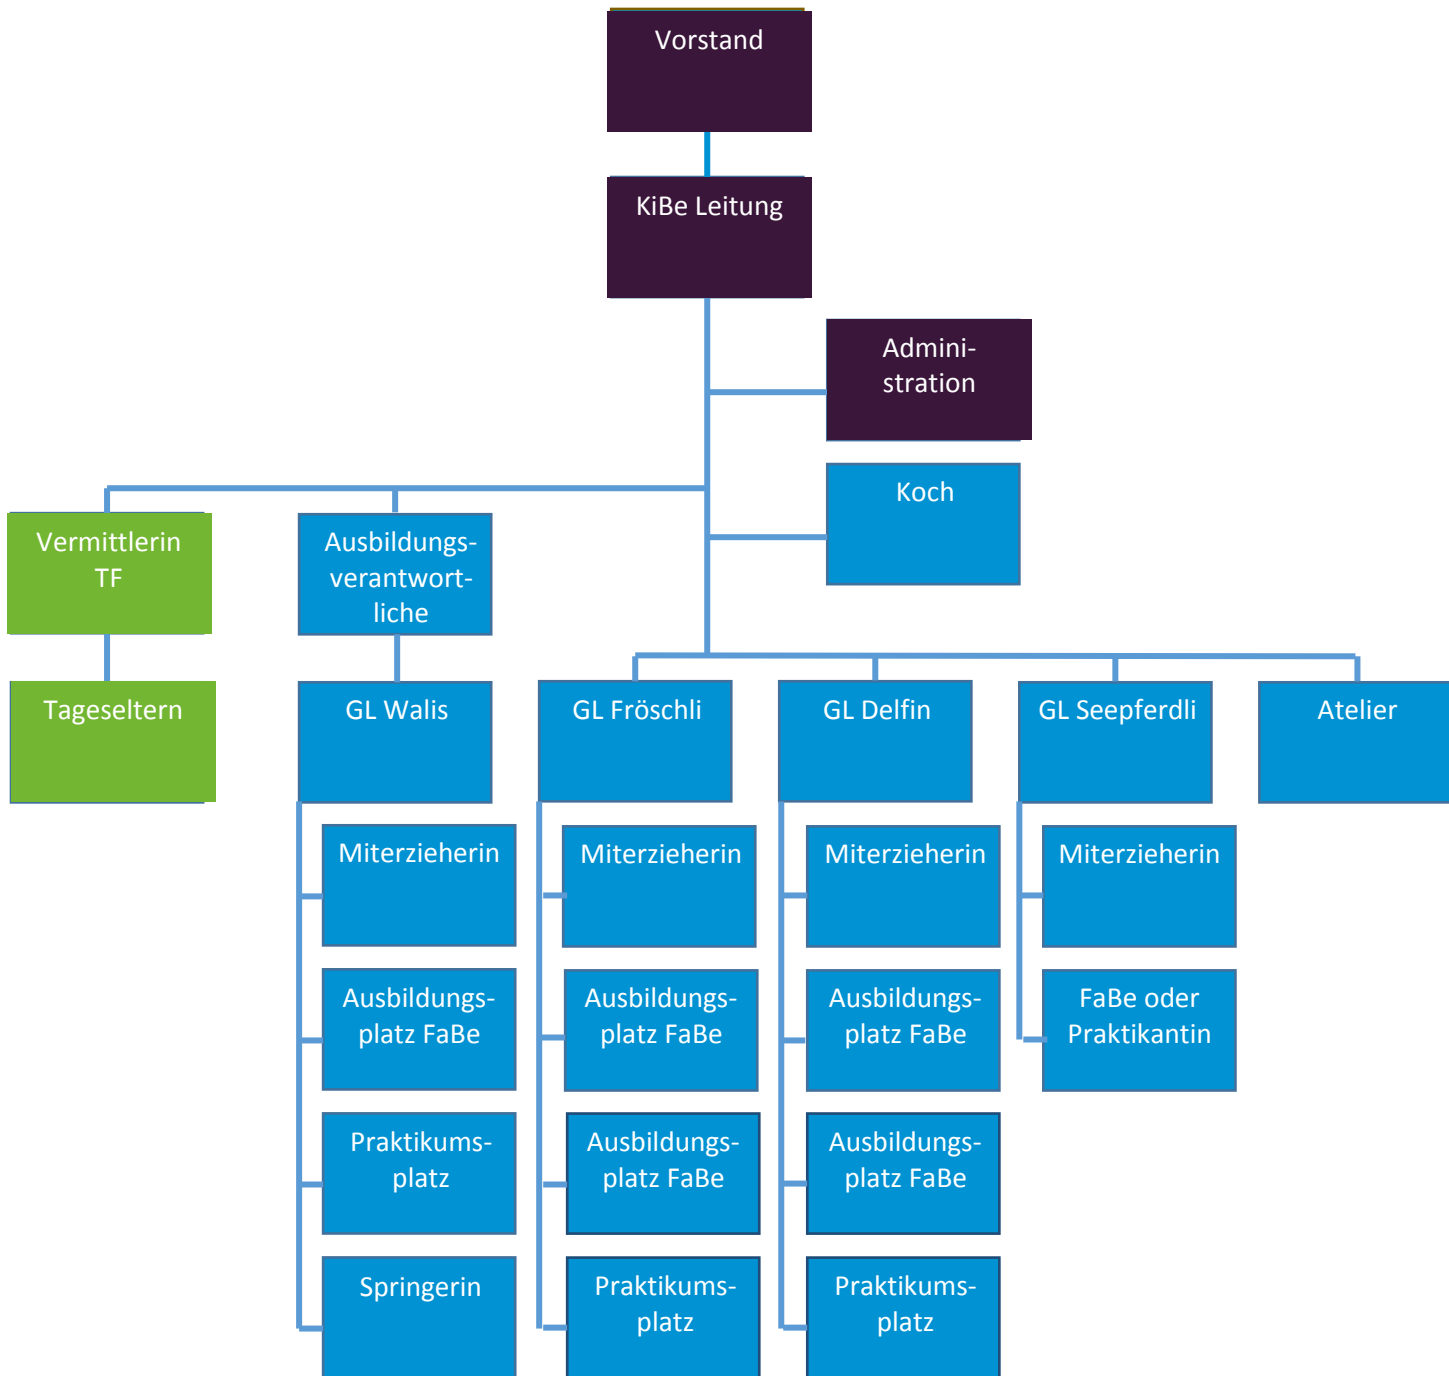 Vorstand
KiBe Leitung
Admini-
stration
Koch
Vermittlerin
TF
Ausbildungs-
verantwort-
liche
Tageseltern
GL Walis
GL Fröschli
GL Delfin
GL Seepferdli
Atelier
Miterzieherin
Miterzieherin
Miterzieherin
Miterzieherin
Ausbildungs-
platz FaBe
Ausbildungs-
platz FaBe
Ausbildungs-
platz FaBe
FaBe oder
Praktikantin
Praktikums-
platz
Ausbildungs-
platz FaBe
Ausbildungs-
platz FaBe
Springerin
Praktikums-
platz
Praktikums-
platz